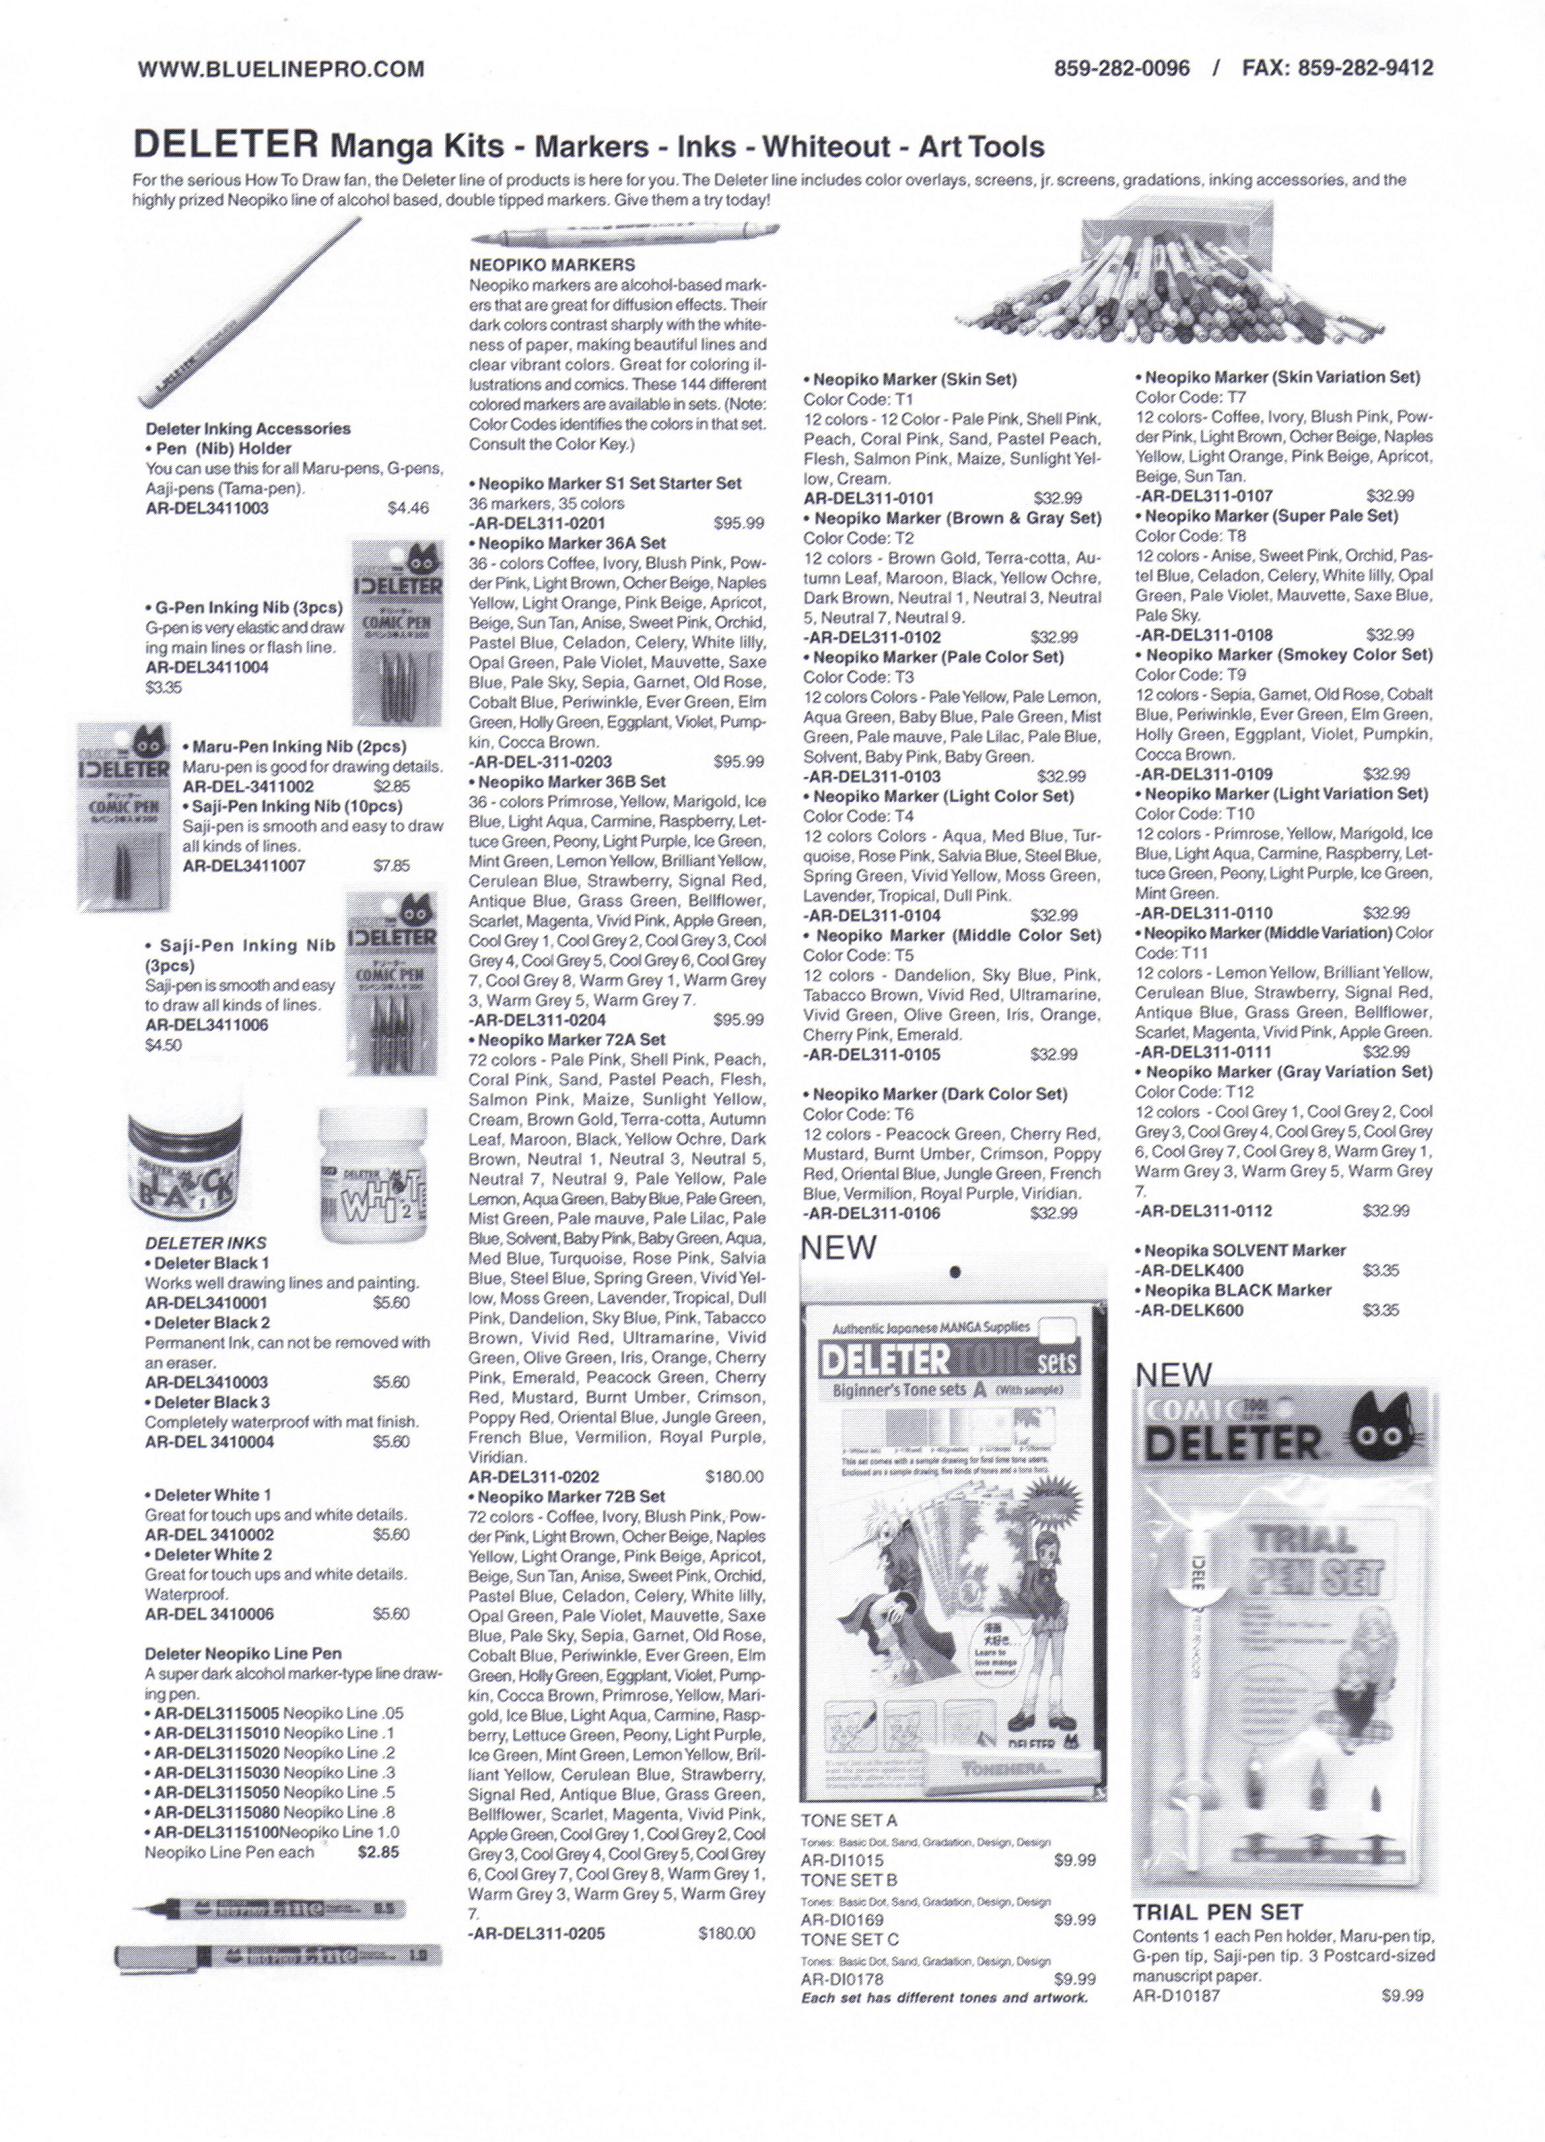 WWW.BLUELINEPRO.COM
859-282-0096 / FAX: 859-282-9412
DELETER Manga Kits - Markers - Inks - Whiteout - Art Tools
For the serious How To Draw fan, the Deleter line of products is here for you. The Deleter line includes color overlays, screens, jr. screens, gradations, inking accessories, and the
highly prized Neopiko line of alcohol based, double tipped markers. Give them a try today!
Deleter Inking Accessories
• Pen (Nib) Holder
You can use this for all Maru-pens, G-pens,
Aaji-pens (Tama-pen).
AR-DEL3411003 $4.46
• G-Pen Inking Nib (3pcs)
G-pen is very elastic and draw
ing main lines or flash line.
AR-DEL3411004
$3.35
DELETER
COMIC PEN
• Maru-Pen Inking Nib (2pcs)
Maru-pen is good for drawing details.
AR-DEL-3411002 $2.85
• Saji-Pen Inking Nib (10pcs)
Saji-pen is smooth and easy to draw
all kinds of lines.
AR-DEL3411007 $7.85
DELETER
COMIC PEN
• Saji-Pen Inking Nib
(3pcs)
Saji-pen is smooth and easy
to draw all kinds of lines.
AR-DEL3411006
$4.50
DELETER
COMIC PEN
DELETER
BLACK
1
DELETER
WHITE
2
DELETER INKS
• Deleter Black 1
Works well drawing lines and painting.
AR-DEL3410001 $5.60
• Deleter Black 2
Permanent Ink, can not be removed with
an eraser.
AR-DEL3410003 $5.60
• Deleter Black 3
Completely waterproof with mat finish.
AR-DEL 3410004 $5.60
• Deleter White 1
Great for touch ups and white details.
AR-DEL 3410002 $5.60
• Deleter White 2
Great for touch ups and white details.
Waterproof.
AR-DEL 3410006 $5.60
Deleter Neopiko Line Pen
A super dark alcohol marker-type line draw-
ing pen.
• AR-DEL3115005 Neopiko Line .05
• AR-DEL3115010 Neopiko Line .1
• AR-DEL3115020 Neopiko Line .2
• AR-DEL3115030 Neopiko Line .3
• AR-DEL3115050 Neopiko Line .5
• AR-DEL3115080 Neopiko Line .8
• AR-DEL3115100Neopiko Line 1.0
Neopiko Line Pen each $2.85
NEOPIKO Line 0.5
NEOPIKO Line 1.0
NEOPIKO MARKERS
Neopiko markers are alcohol-based mark-
ers that are great for diffusion effects. Their
dark colors contrast sharply with the white-
ness of paper, making beautiful lines and
clear vibrant colors. Great for coloring il-
lustrations and comics. These 144 different
colored markers are available in sets. (Note:
Color Codes identifies the colors in that set.
Consult the Color Key.)
• Neopiko Marker S1 Set Starter Set
36 markers, 35 colors
-AR-DEL311-0201 $95.99
• Neopiko Marker 36A Set
36 - colors Coffee, Ivory, Blush Pink, Pow-
der Pink, Light Brown, Ocher Beige, Naples
Yellow, Light Orange, Pink Beige, Apricot,
Beige, Sun Tan, Anise, Sweet Pink, Orchid,
Pastel Blue, Celadon, Celery, White lilly,
Opal Green, Pale Violet, Mauvette, Saxe
Blue, Pale Sky, Sepia, Garnet, Old Rose,
Cobalt Blue, Periwinkle, Ever Green, Elm
Green, Holly Green, Eggplant, Violet, Pump-
kin, Cocca Brown.
-AR-DEL-311-0203 $95.99
• Neopiko Marker 36B Set
36 - colors Primrose, Yellow, Marigold, Ice
Blue, Light Aqua, Carmine, Raspberry, Let-
tuce Green, Peony, Light Purple, Ice Green,
Mint Green, Lemon Yellow, Brilliant Yellow,
Cerulean Blue, Strawberry, Signal Red,
Antique Blue, Grass Green, Bellflower,
Scarlet, Magenta, Vivid Pink, Apple Green,
Cool Grey 1, Cool Grey 2, Cool Grey 3, Cool
Grey 4, Cool Grey 5, Cool Grey 6, Cool Grey
7, Cool Grey 8, Warm Grey 1, Warm Grey
3, Warm Grey 5, Warm Grey 7.
-AR-DEL311-0204 $95.99
• Neopiko Marker 72A Set
72 colors - Pale Pink, Shell Pink, Peach,
Coral Pink, Sand, Pastel Peach, Flesh,
Salmon Pink, Maize, Sunlight Yellow,
Cream, Brown Gold, Terra-cotta, Autumn
Leaf, Maroon, Black, Yellow Ochre, Dark
Brown, Neutral 1, Neutral 3, Neutral 5,
Neutral 7, Neutral 9, Pale Yellow, Pale
Lemon, Aqua Green, Baby Blue, Pale Green,
Mist Green, Pale mauve, Pale Lilac, Pale
Blue, Solvent, Baby Pink, Baby Green, Aqua,
Med Blue, Turquoise, Rose Pink, Salvia
Blue, Steel Blue, Spring Green, Vivid Yel-
low, Moss Green, Lavender, Tropical, Dull
Pink, Dandelion, Sky Blue, Pink, Tabacco
Brown, Vivid Red, Ultramarine, Vivid
Green, Olive Green, Iris, Orange, Cherry
Pink, Emerald, Peacock Green, Cherry
Red, Mustard, Burnt Umber, Crimson,
Poppy Red, Oriental Blue, Jungle Green,
French Blue, Vermilion, Royal Purple,
Viridian.
AR-DEL311-0202 $180.00
• Neopiko Marker 72B Set
72 colors - Coffee, Ivory, Blush Pink, Pow-
der Pink, Light Brown, Ocher Beige, Naples
Yellow, Light Orange, Pink Beige, Apricot,
Beige, Sun Tan, Anise, Sweet Pink, Orchid,
Pastel Blue, Celadon, Celery, White lilly,
Opal Green, Pale Violet, Mauvette, Saxe
Blue, Pale Sky, Sepia, Garnet, Old Rose,
Cobalt Blue, Periwinkle, Ever Green, Elm
Green, Holly Green, Eggplant, Violet, Pump-
kin, Cocca Brown, Primrose, Yellow, Mari-
gold, Ice Blue, Light Aqua, Carmine, Rasp-
berry, Lettuce Green, Peony, Light Purple,
Ice Green, Mint Green, Lemon Yellow, Bril-
liant Yellow, Cerulean Blue, Strawberry,
Signal Red, Antique Blue, Grass Green,
Bellflower, Scarlet, Magenta, Vivid Pink,
Apple Green, Cool Grey 1, Cool Grey 2, Cool
Grey 3, Cool Grey 4, Cool Grey 5, Cool Grey
6, Cool Grey 7, Cool Grey 8, Warm Grey 1,
Warm Grey 3, Warm Grey 5, Warm Grey
7.
-AR-DEL311-0205 $180.00
• Neopiko Marker (Skin Set)
Color Code: T1
12 colors - 12 Color - Pale Pink, Shell Pink,
Peach, Coral Pink, Sand, Pastel Peach,
Flesh, Salmon Pink, Maize, Sunlight Yel-
low, Cream.
AR-DEL311-0101 $32.99
• Neopiko Marker (Brown & Gray Set)
Color Code: T2
12 colors - Brown Gold, Terra-cotta, Au-
tumn Leaf, Maroon, Black, Yellow Ochre,
Dark Brown, Neutral 1, Neutral 3, Neutral
5, Neutral 7, Neutral 9.
-AR-DEL311-0102 $32.99
• Neopiko Marker (Pale Color Set)
Color Code: T3
12 colors Colors - Pale Yellow, Pale Lemon,
Aqua Green, Baby Blue, Pale Green, Mist
Green, Pale mauve, Pale Lilac, Pale Blue,
Solvent, Baby Pink, Baby Green.
-AR-DEL311-0103 $32.99
• Neopiko Marker (Light Color Set)
Color Code: T4
12 colors Colors - Aqua, Med Blue, Tur-
quoise, Rose Pink, Salvia Blue, Steel Blue,
Spring Green, Vivid Yellow, Moss Green,
Lavender, Tropical, Dull Pink.
-AR-DEL311-0104 $32.99
• Neopiko Marker (Middle Color Set)
Color Code: T5
12 colors - Dandelion, Sky Blue, Pink,
Tabacco Brown, Vivid Red, Ultramarine,
Vivid Green, Olive Green, Iris, Orange,
Cherry Pink, Emerald.
-AR-DEL311-0105 $32.99
• Neopiko Marker (Dark Color Set)
Color Code: T6
12 colors - Peacock Green, Cherry Red,
Mustard, Burnt Umber, Crimson, Poppy
Red, Oriental Blue, Jungle Green, French
Blue, Vermilion, Royal Purple, Viridian.
-AR-DEL311-0106 $32.99
NEW
Authentic Japanese MANGA Supplies
DELETER TONE sets
Biginner's Tone sets A (With sample)
This set comes with a sample drawing for first time tone users.
Enclosed are a sample drawing, five kinds of tones and a tone hera.
SPECIAL
漫画
大好き...
Learn to
love manga
even more!
DELETER
TONEHERA
TONE SET A
Tones: Basic Dot, Sand, Gradation, Design, Design
AR-DI1015 $9.99
TONE SET B
Tones: Basic Dot, Sand, Gradation, Design, Design
AR-DI0169 $9.99
TONE SET C
Tones: Basic Dot, Sand, Gradation, Design, Design
AR-DI0178 $9.99
Each set has different tones and artwork.
• Neopiko Marker (Skin Variation Set)
Color Code: T7
12 colors- Coffee, Ivory, Blush Pink, Pow-
der Pink, Light Brown, Ocher Beige, Naples
Yellow, Light Orange, Pink Beige, Apricot,
Beige, Sun Tan.
-AR-DEL311-0107 $32.99
• Neopiko Marker (Super Pale Set)
Color Code: T8
12 colors - Anise, Sweet Pink, Orchid, Pas-
tel Blue, Celadon, Celery, White lilly, Opal
Green, Pale Violet, Mauvette, Saxe Blue,
Pale Sky.
-AR-DEL311-0108 $32.99
• Neopiko Marker (Smokey Color Set)
Color Code: T9
12 colors - Sepia, Garnet, Old Rose, Cobalt
Blue, Periwinkle, Ever Green, Elm Green,
Holly Green, Eggplant, Violet, Pumpkin,
Cocca Brown.
-AR-DEL311-0109 $32.99
• Neopiko Marker (Light Variation Set)
Color Code: T10
12 colors - Primrose, Yellow, Marigold, Ice
Blue, Light Aqua, Carmine, Raspberry, Let-
tuce Green, Peony, Light Purple, Ice Green,
Mint Green.
-AR-DEL311-0110 $32.99
• Neopiko Marker (Middle Variation) Color
Code: T11
12 colors - Lemon Yellow, Brilliant Yellow,
Cerulean Blue, Strawberry, Signal Red,
Antique Blue, Grass Green, Bellflower,
Scarlet, Magenta, Vivid Pink, Apple Green.
-AR-DEL311-0111 $32.99
• Neopiko Marker (Gray Variation Set)
Color Code: T12
12 colors - Cool Grey 1, Cool Grey 2, Cool
Grey 3, Cool Grey 4, Cool Grey 5, Cool Grey
6, Cool Grey 7, Cool Grey 8, Warm Grey 1,
Warm Grey 3, Warm Grey 5, Warm Grey
7.
-AR-DEL311-0112 $32.99
• Neopika SOLVENT Marker
-AR-DELK400 $3.35
• Neopika BLACK Marker
-AR-DELK600 $3.35
NEW
COMIC TOOL
DELETER
TRIAL
PEN SET
TRIAL PEN SET
Contents 1 each Pen holder, Maru-pen tip,
G-pen tip, Saji-pen tip. 3 Postcard-sized
manuscript paper.
AR-D10187 $9.99